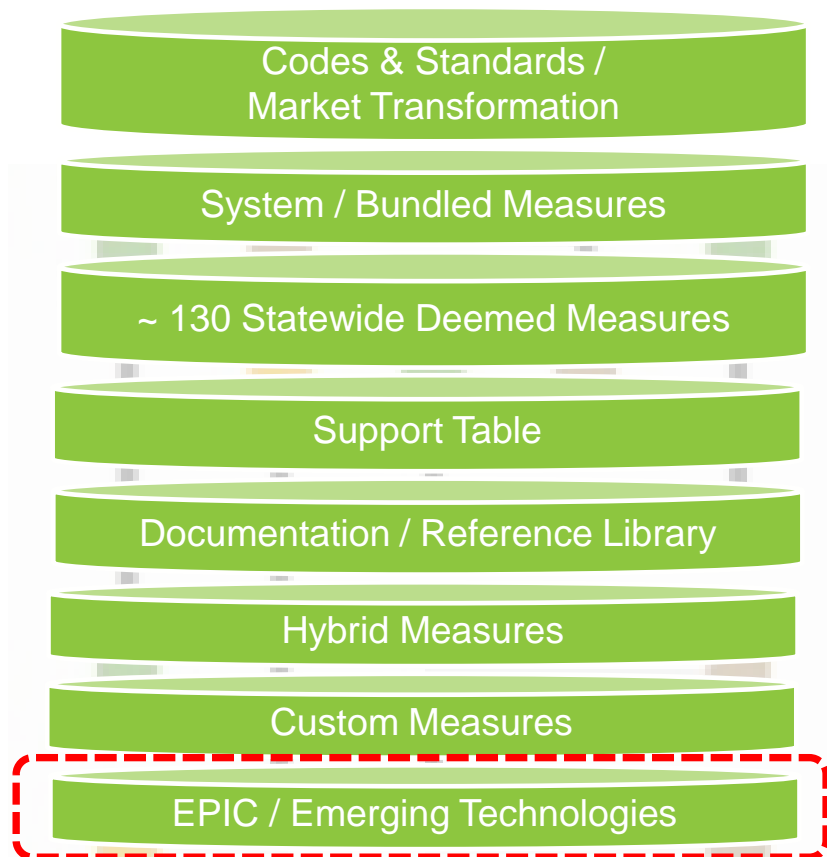 Codes & Standards /
Market Transformation
System / Bundled Measures
~ 130 Statewide Deemed Measures
Support Table
Documentation / Reference Library
Hybrid Measures
Custom Measures
EPIC / Emerging Technologies